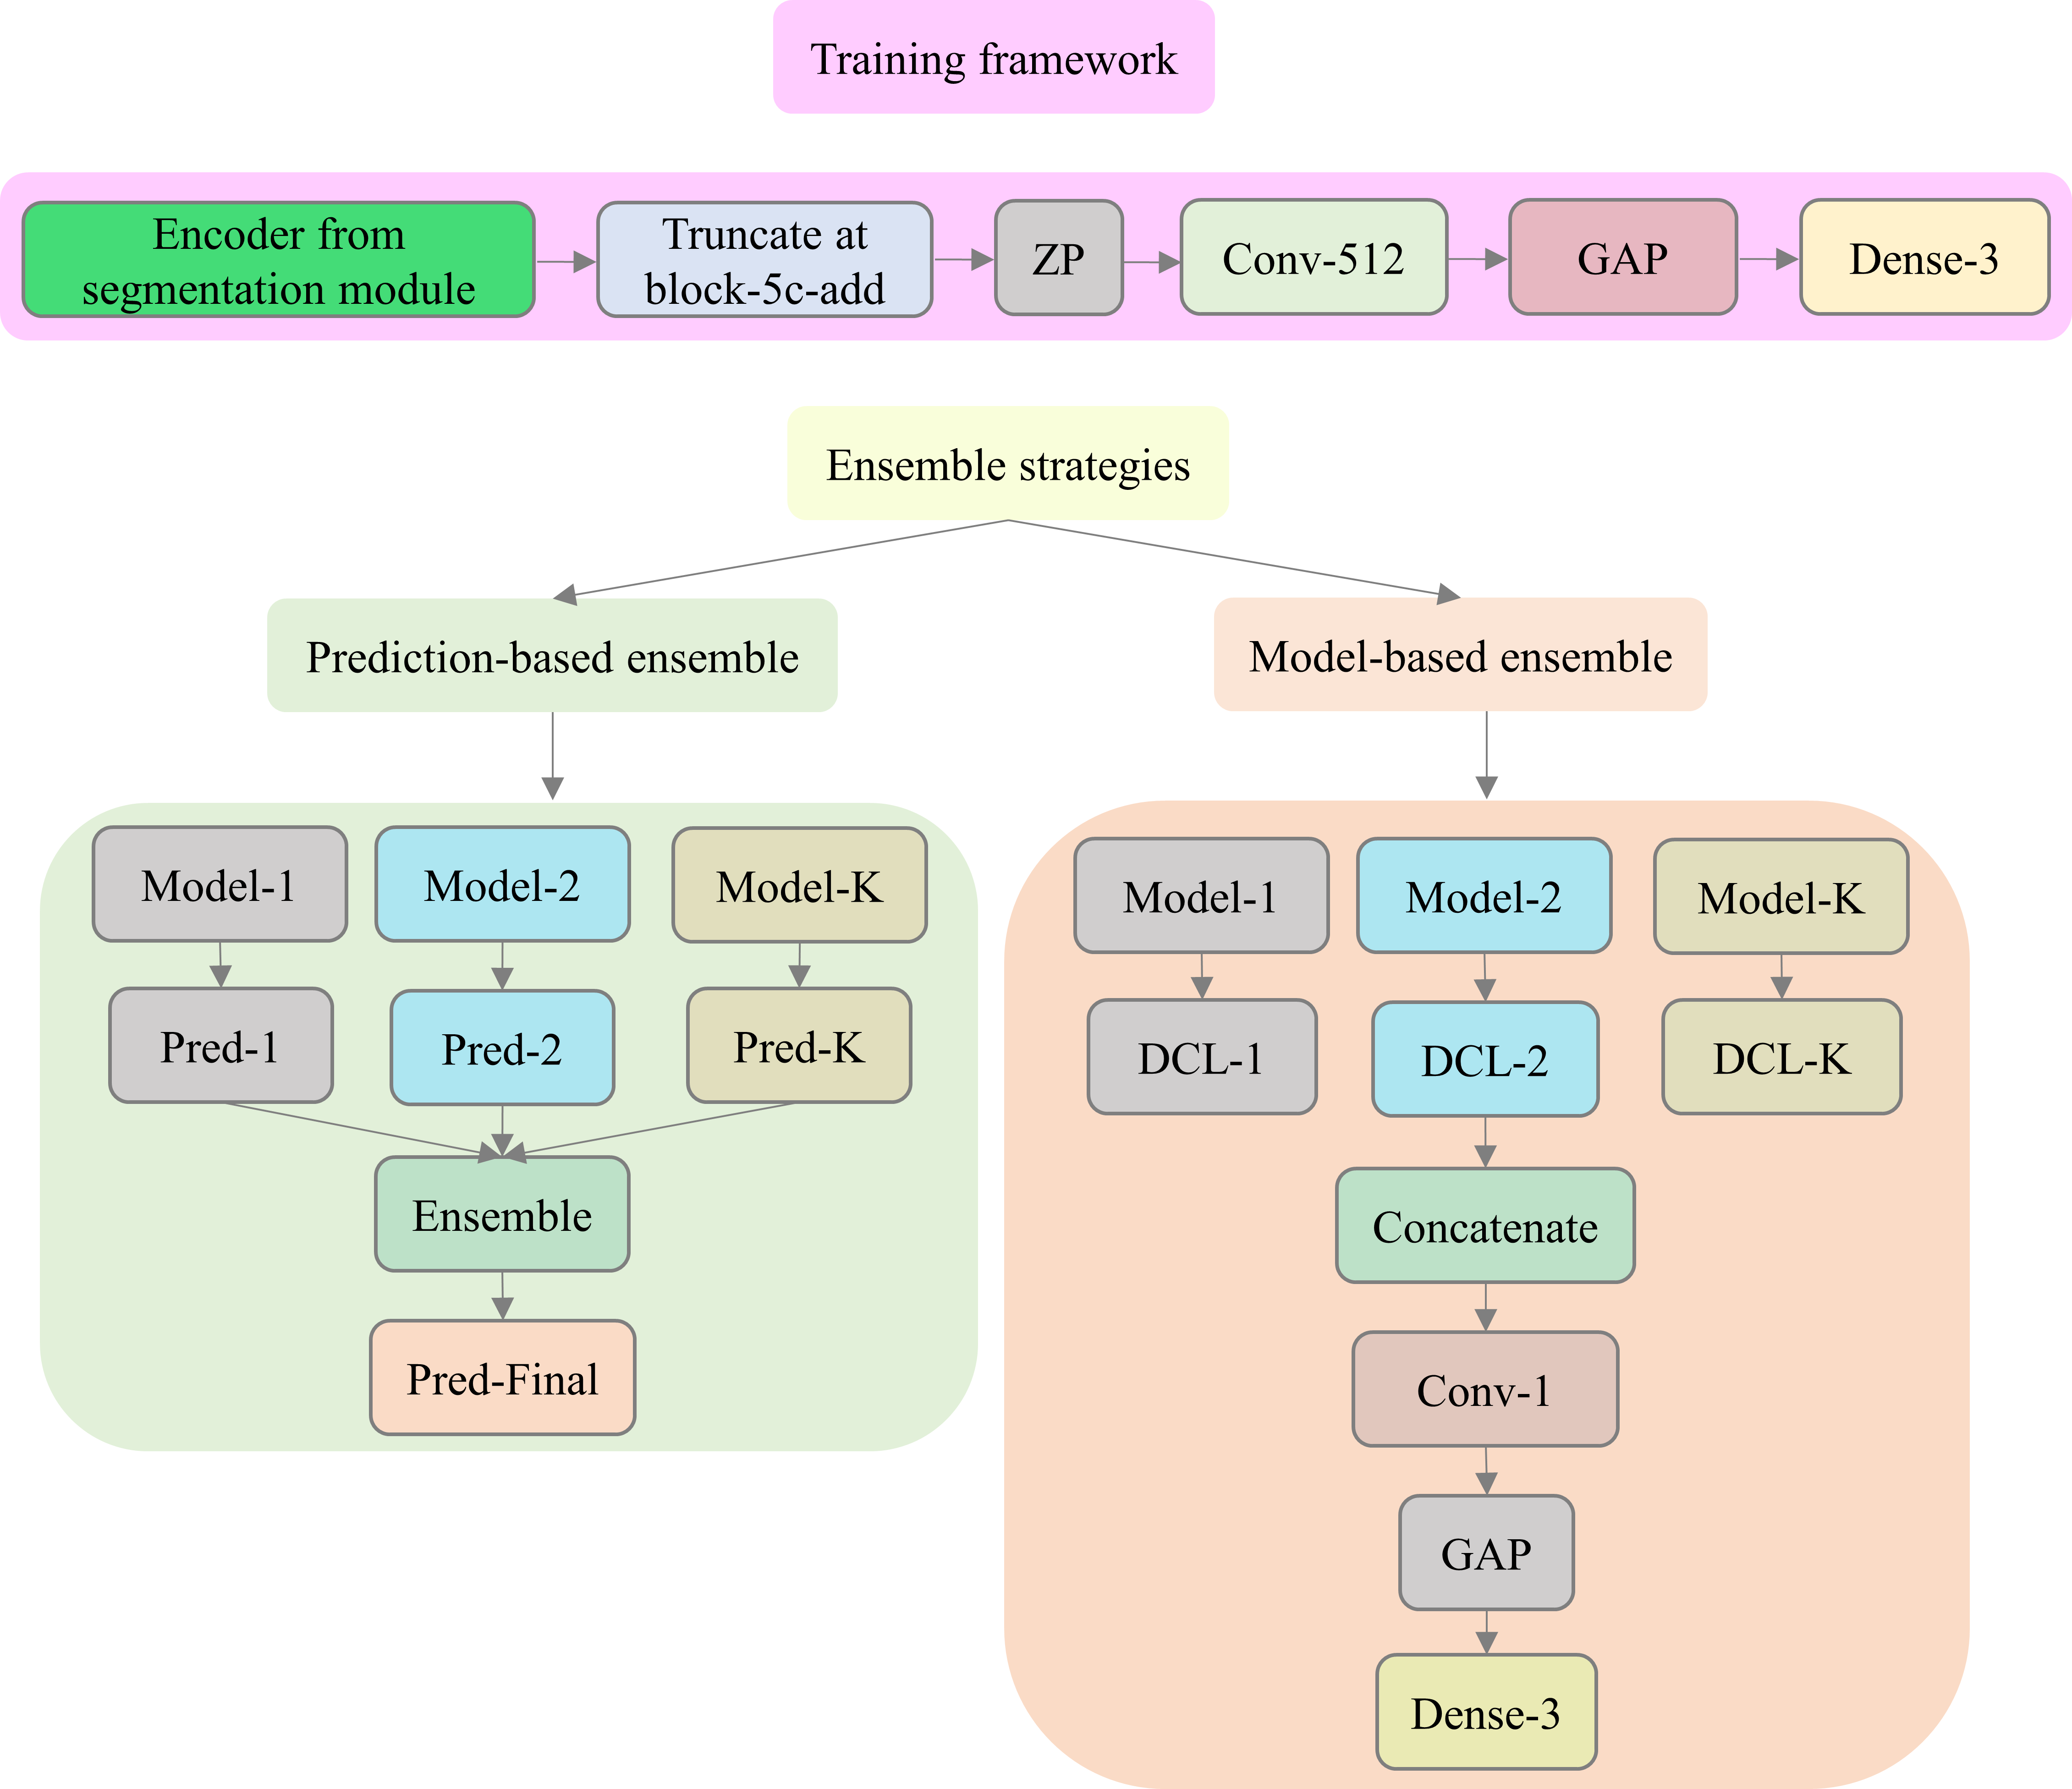 Training framework
Encoder from
segmentation module
Truncate at
block-5c-add
ZP
Conv-512
GAP
Dense-3
Ensemble strategies
Prediction-based ensemble
Model-based ensemble
Model-1
Model-2
Model-K
Pred-1
Pred-2
Pred-K
Ensemble
Pred-Final
Model-1
Model-2
Model-K
DCL-1
DCL-2
DCL-K
Concatenate
Conv-1
GAP
Dense-3